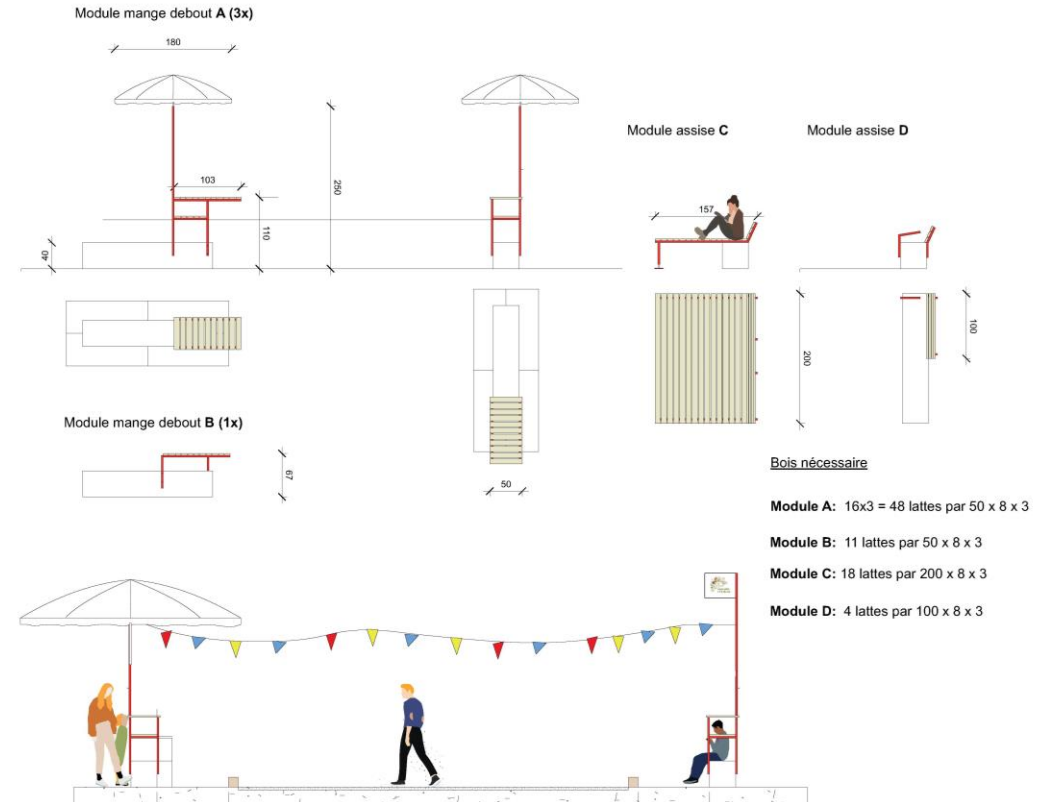 Module mange debout A (3x)
180
103
250
110
40
Module assise C
Module assise D
157
200
100
Module mange debout B (1x)
67
50
Bois nécessaire
Module A: 16x3 = 48 lattes par 50 x 8 x 3
Module B: 11 lattes par 50 x 8 x 3
Module C: 18 lattes par 200 x 8 x 3
Module D: 4 lattes par 100 x 8 x 3